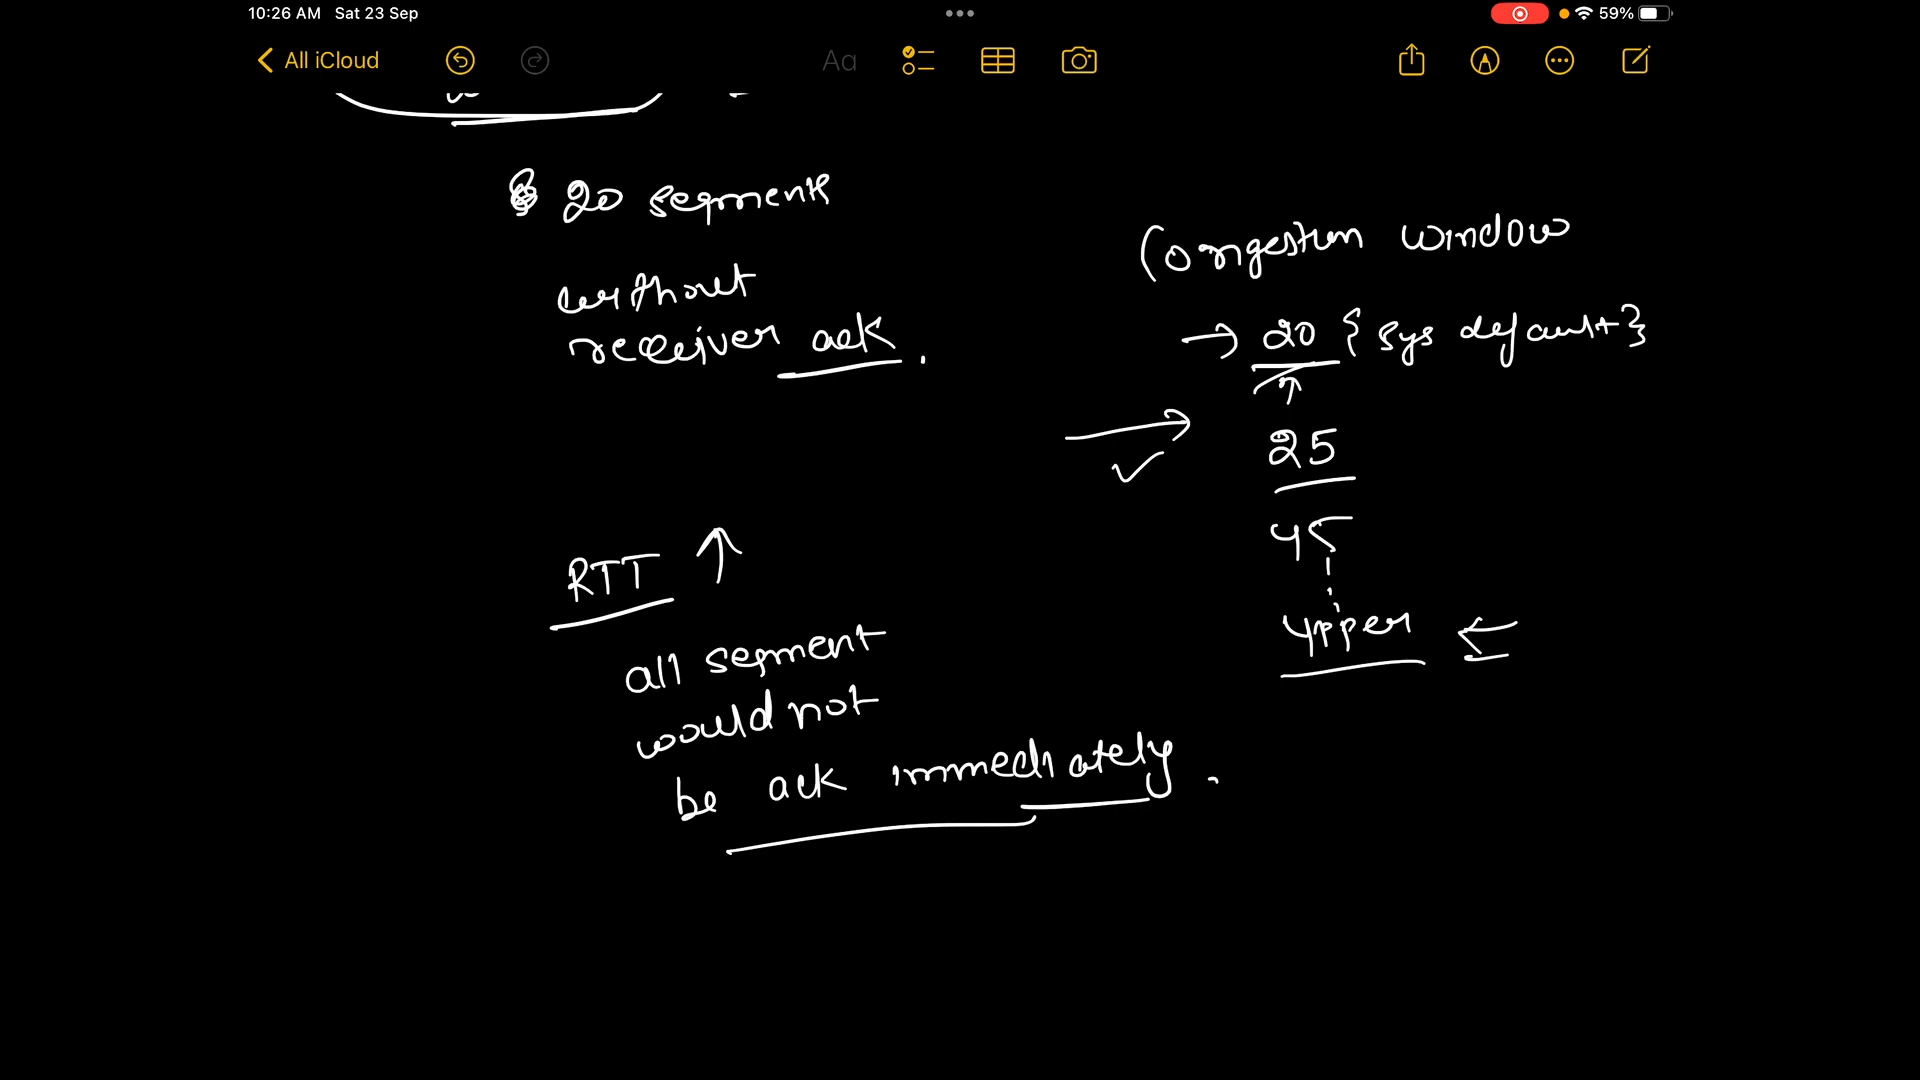 10:26 AM Sat 23 Sep
59%
All iCloud
Aa
20 segments
without
receiver ack.
Congestion window
→ 20 { sys default }
↑
25
45
upper
RTT ↑
all segment
would not
be ack immediately.